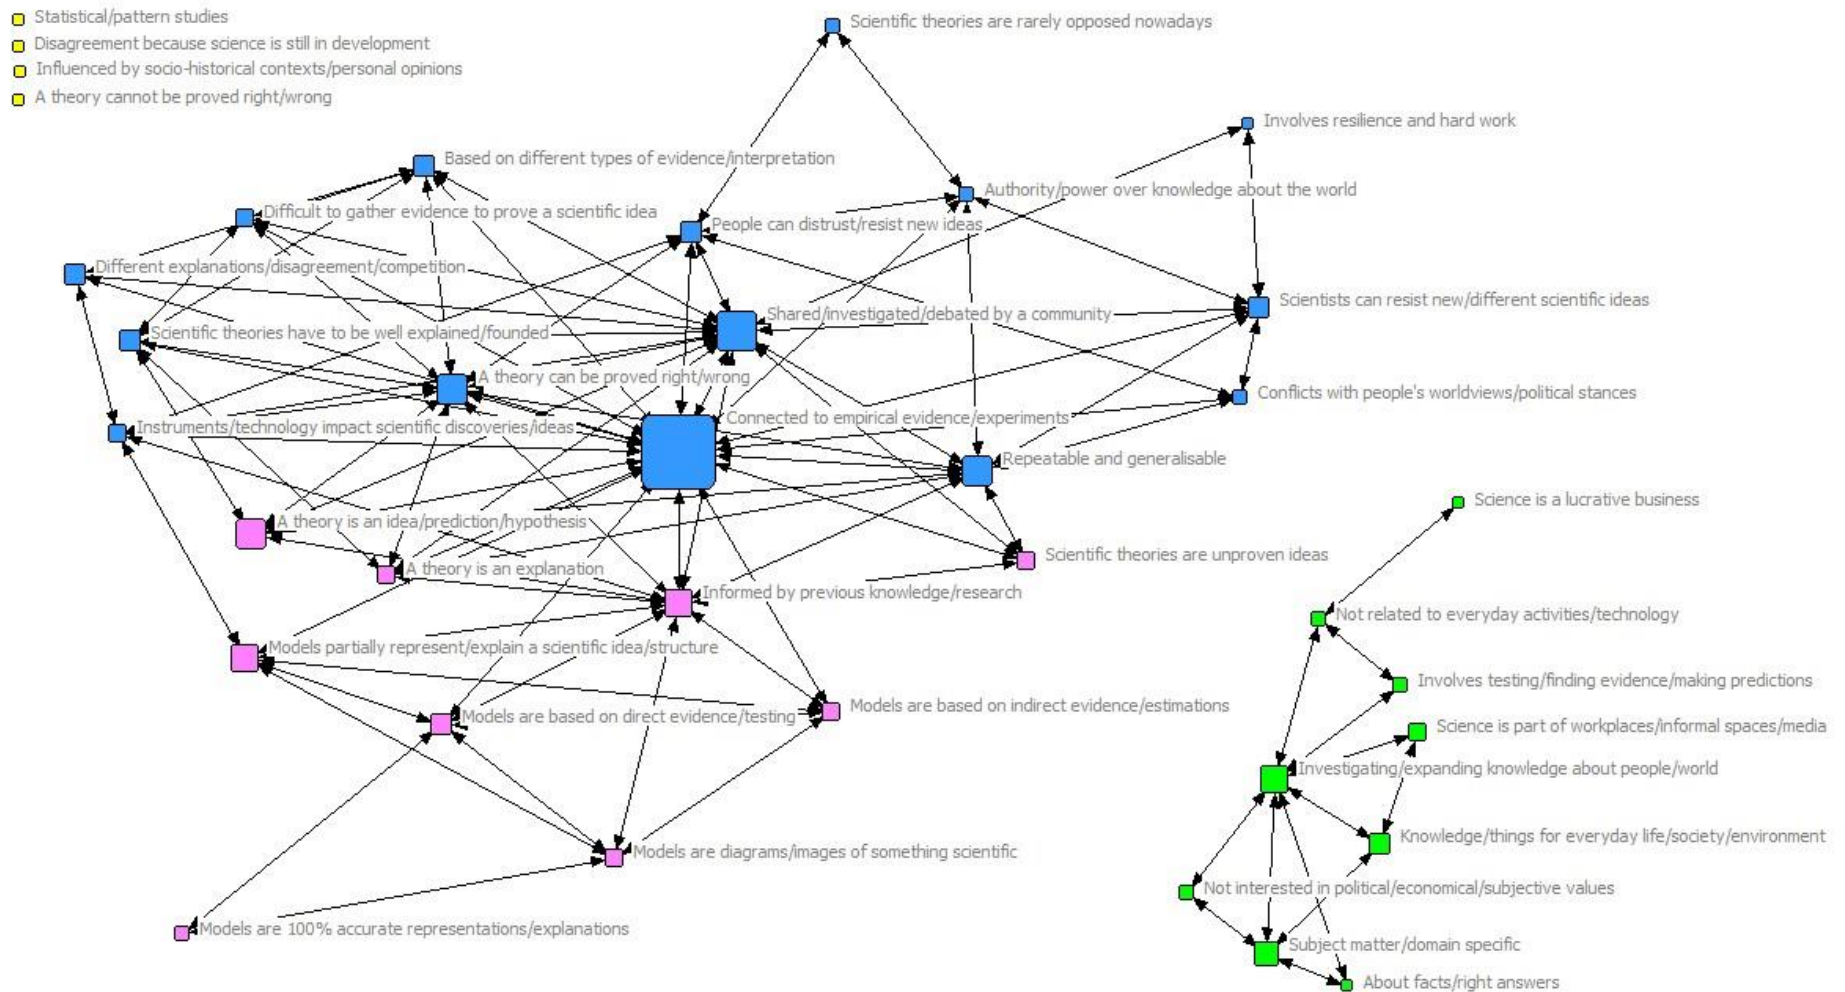 Statistical/pattern studies
Disagreement because science is still in development
Influenced by socio-historical contexts/personal opinions
A theory cannot be proved right/wrong
Scientific theories are rarely opposed nowadays
Involves resilience and hard work
Based on different types of evidence/interpretation
Authority/power over knowledge about the world
Difficult to gather evidence to prove a scientific idea
People can distrust/resist new ideas
Different explanations/disagreement/competition
Scientists can resist new/different scientific ideas
Shared/investigated/debated by a community
Scientific theories have to be well explained/founded
A theory can be proved right/wrong
Conflicts with people's worldviews/political stances
Connected to empirical evidence/experiments
Instruments/technology impact scientific discoveries/ideas
Repeatable and generalisable
Science is a lucrative business
A theory is an idea/prediction/hypothesis
Scientific theories are unproven ideas
A theory is an explanation
Informed by previous knowledge/research
Not related to everyday activities/technology
Models partially represent/explain a scientific idea/structure
Involves testing/finding evidence/making predictions
Models are based on indirect evidence/estimations
Models are based on direct evidence/testing
Science is part of workplaces/informal spaces/media
Investigating/expanding knowledge about people/world
Knowledge/things for everyday life/society/environment
Models are diagrams/images of something scientific
Not interested in political/economical/subjective values
Models are 100% accurate representations/explanations
Subject matter/domain specific
About facts/right answers